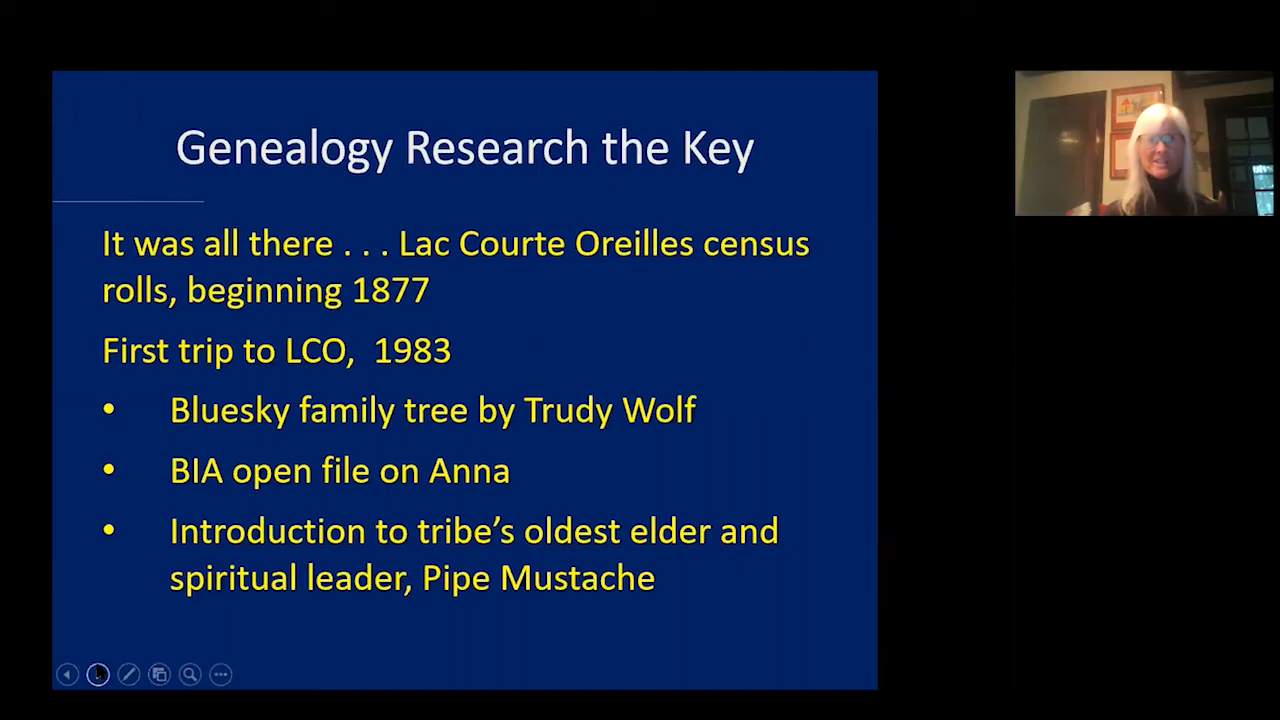 Genealogy Research the Key
It was all there . . . Lac Courte Oreilles census
rolls, beginning 1877
First trip to LCO, 1983
• Bluesky family tree by Trudy Wolf
• BIA open file on Anna
• Introduction to tribe’s oldest elder and
spiritual leader, Pipe Mustache